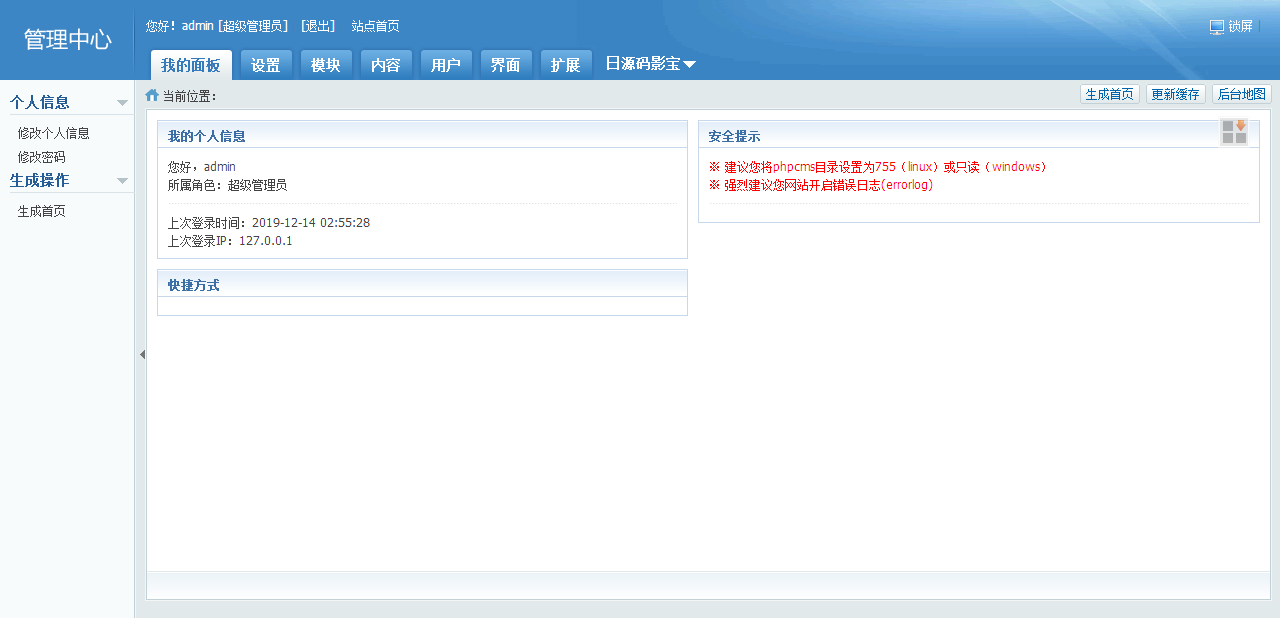 管理中心
您好！admin [超级管理员] [退出] 站点首页
锁屏
我的面板 设置 模块 内容 用户 界面 扩展 日源码影宝
个人信息
修改个人信息
修改密码
生成操作
生成首页
当前位置：
生成首页 更新缓存 后台地图
我的个人信息
您好，admin
所属角色：超级管理员
上次登录时间：2019-12-14 02:55:28
上次登录IP：127.0.0.1
快捷方式
安全提示
※ 建议您将phpcms目录设置为755（linux）或只读（windows）
※ 强烈建议您网站开启错误日志(errorlog)